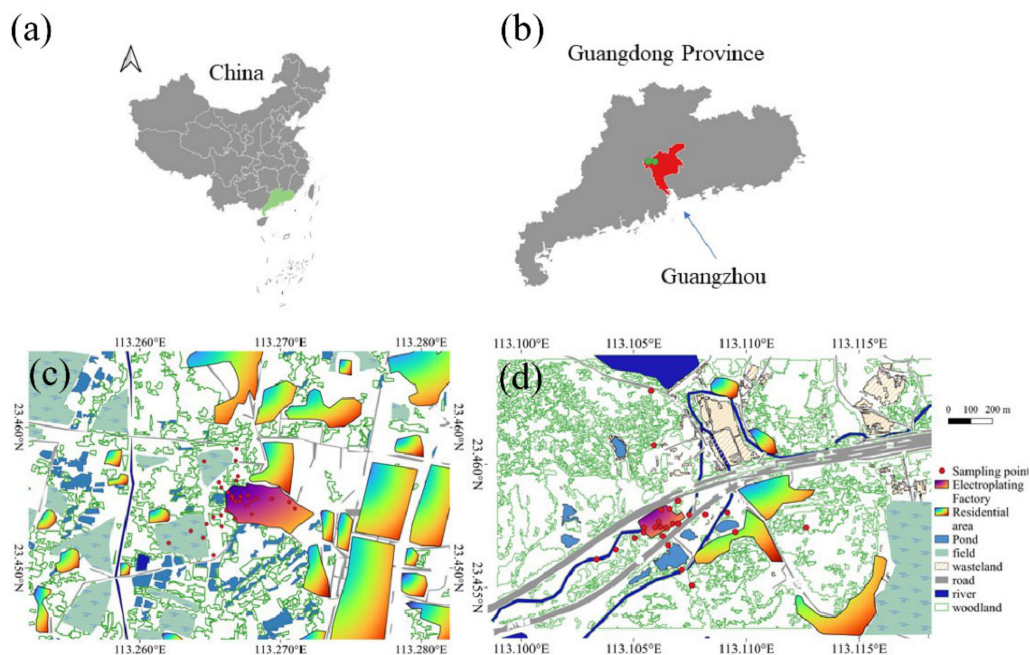 (a)
China
(b)
Guangdong Province
Guangzhou
(c)
113.260°E 113.270°E 113.280°E
23.460°N
23.450°N
23.460°N
23.450°N
113.260°E 113.270°E 113.280°E
(d)
113.100°E 113.105°E 113.110°E 113.115°E
23.460°N
23.455°N
113.100°E 113.105°E 113.110°E 113.115°E
0 100 200 m
Sampling point
Electroplating
Factory
Residential
area
Pond
field
wasteland
road
river
woodland